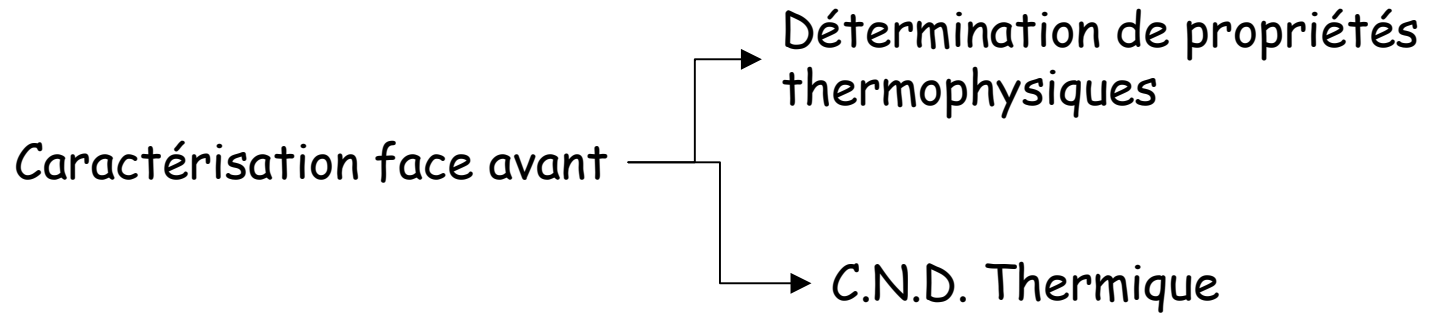 Détermination de propriétés
thermophysiques
Caractérisation face avant
C.N.D. Thermique